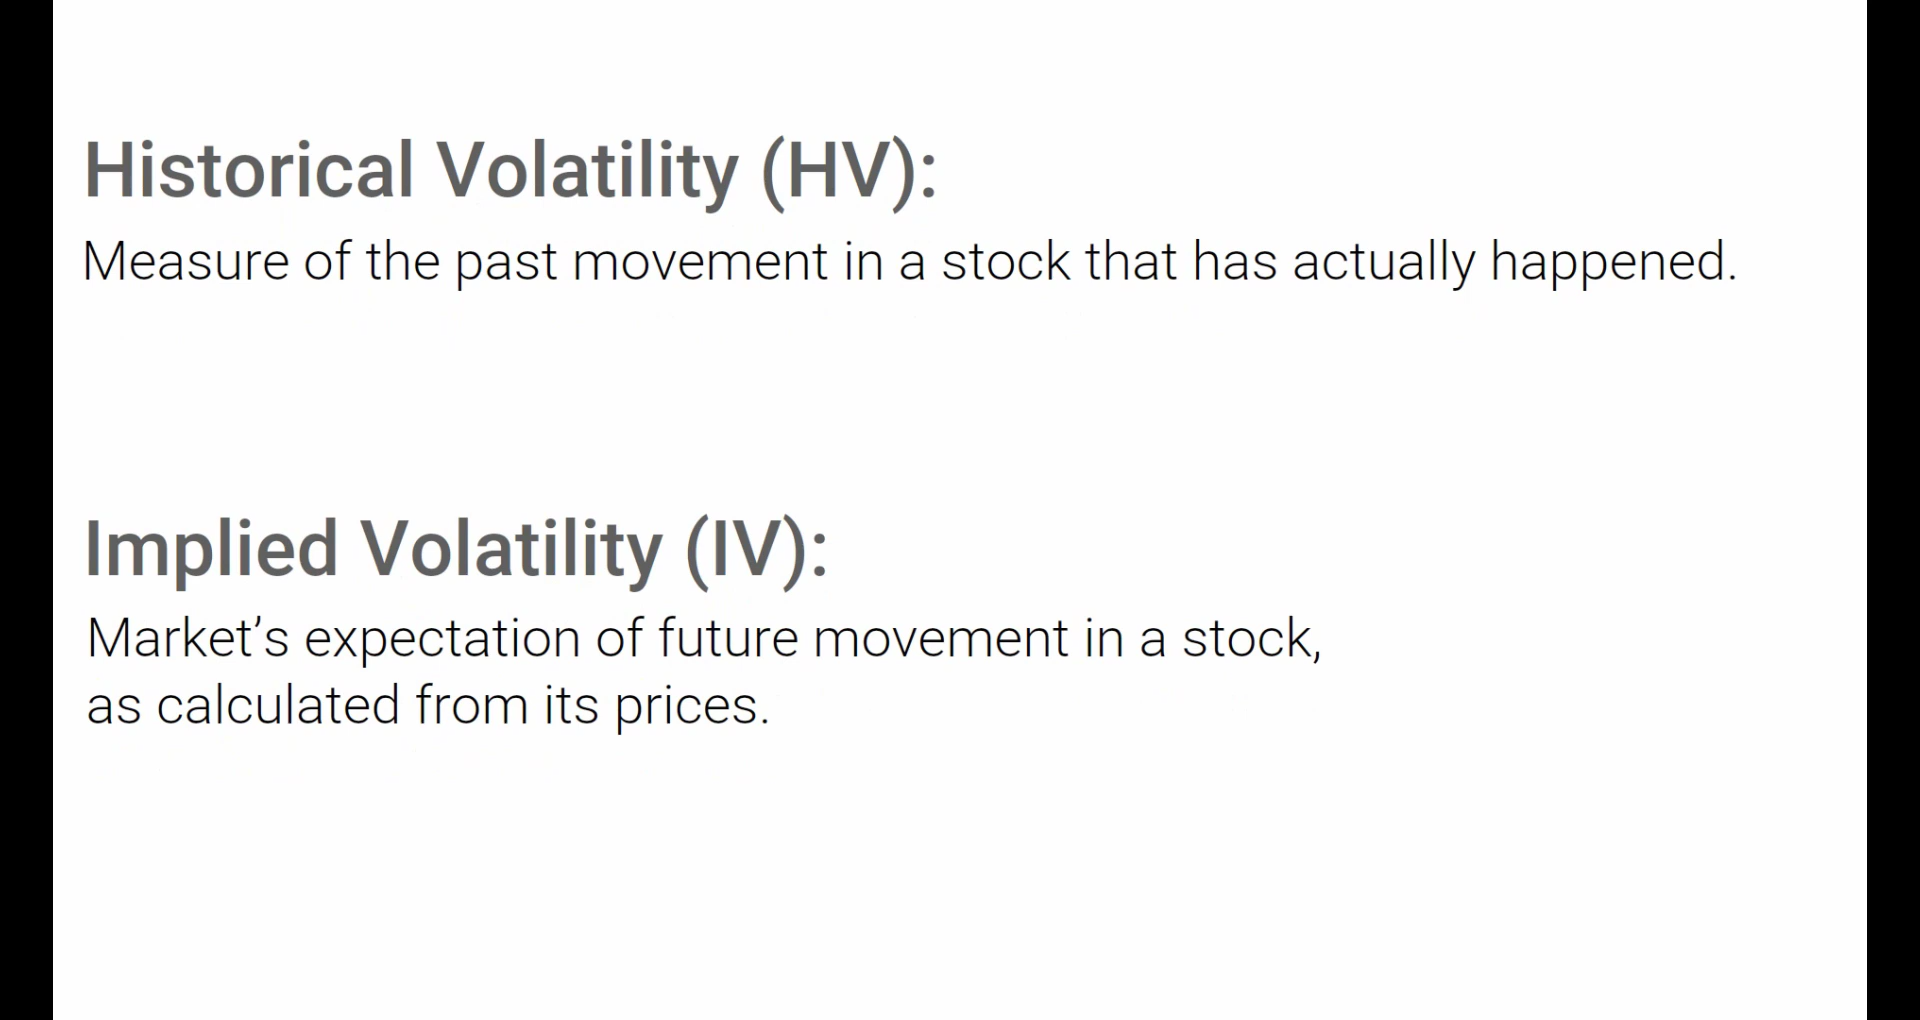 Historical Volatility (HV):
Measure of the past movement in a stock that has actually happened.
Implied Volatility (IV):
Market’s expectation of future movement in a stock,
as calculated from its prices.